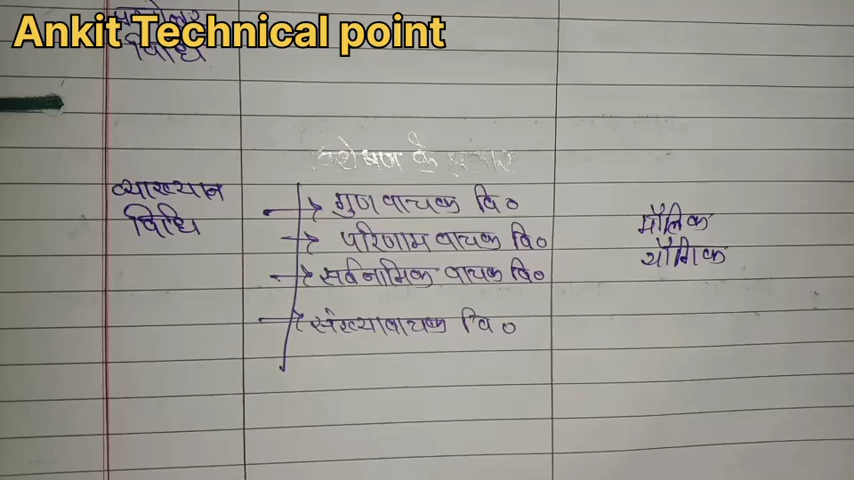 Ankit Technical point
विधि
विशेषण के प्रकार
व्याख्यान
विधि
→ गुणवाचक वि०
→ परिणाम वाचक वि०
→ सर्वनामिक वाचक वि०
→ संख्यावाचक वि०
मौलिक
यौगिक